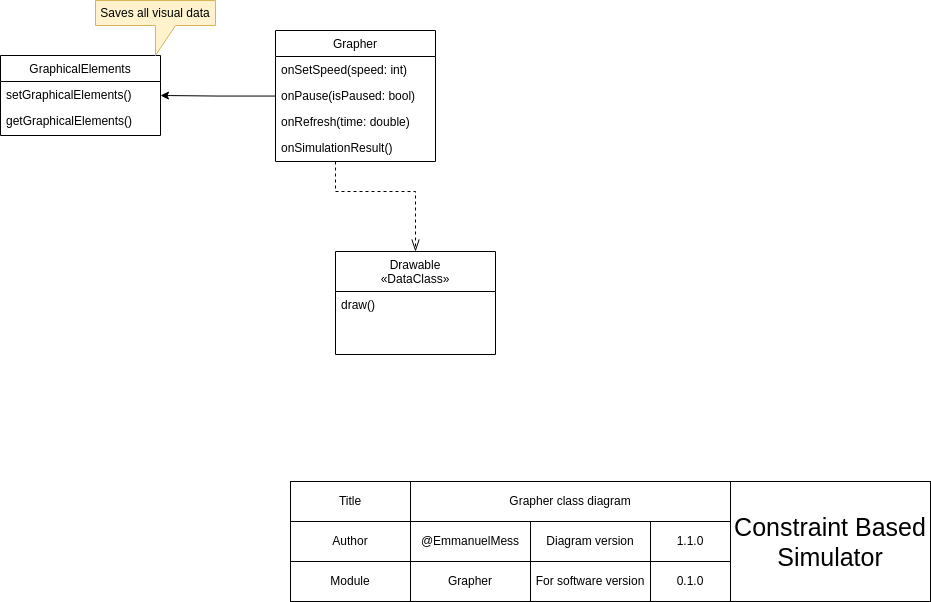 Saves all visual data
GraphicalElements
setGraphicalElements()
getGraphicalElements()
Grapher
onSetSpeed(speed: int)
onPause(isPaused: bool)
onRefresh(time: double)
onSimulationResult()
Drawable
«DataClass»
draw()
Title
Grapher class diagram
Author
@EmmanuelMess
Diagram version
1.1.0
Module
Grapher
For software version
0.1.0
Constraint Based
Simulator